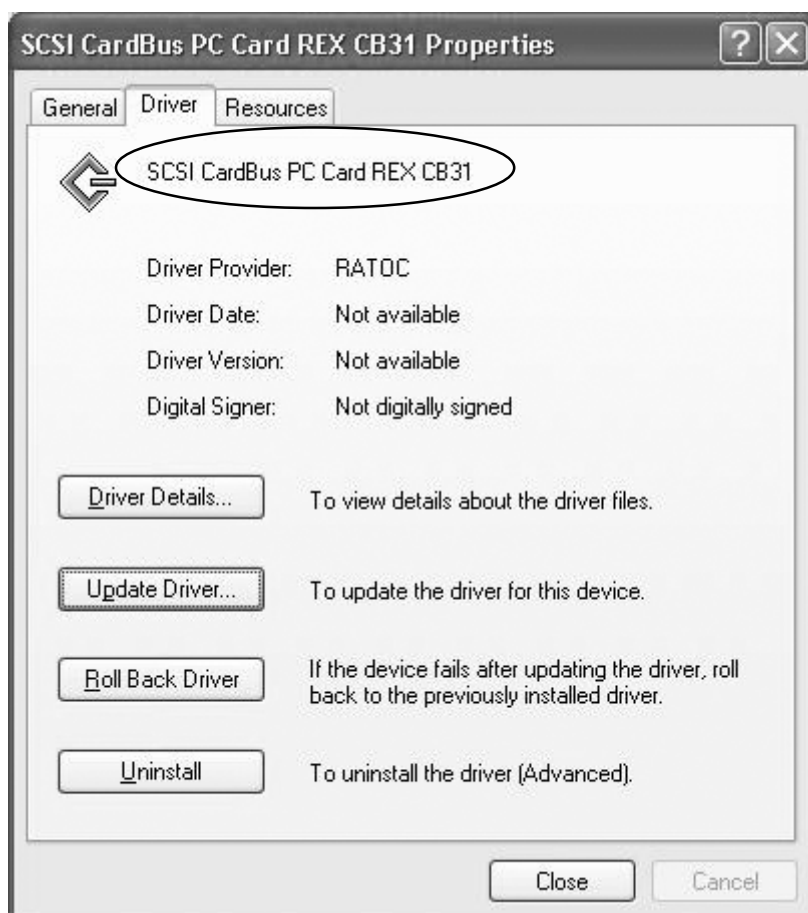 SCSI CardBus PC Card REX CB31 Properties
General Driver Resources
SCSI CardBus PC Card REX CB31
Driver Provider: RATOC
Driver Date: Not available
Driver Version: Not available
Digital Signer: Not digitally signed
Driver Details... To view details about the driver files.
Update Driver... To update the driver for this device.
Roll Back Driver If the device fails after updating the driver, roll
back to the previously installed driver.
Uninstall To uninstall the driver (Advanced).
Close Cancel